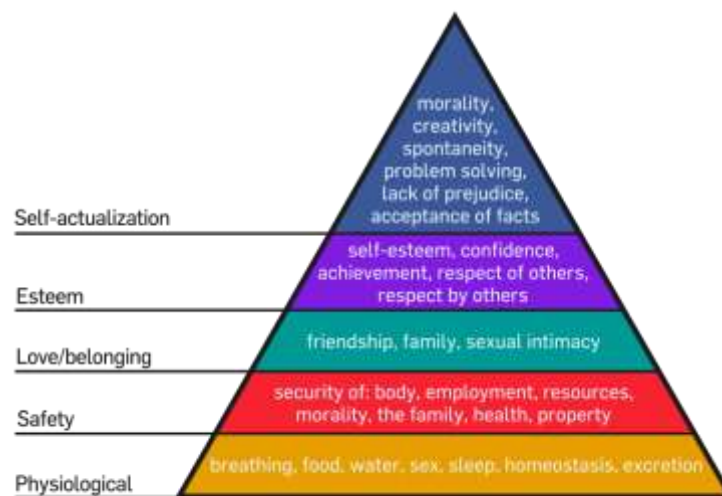 morality,
creativity,
spontaneity,
problem solving,
lack of prejudice,
acceptance of facts
Self-actualization
self-esteem, confidence,
achievement, respect of others,
respect by others
Esteem
friendship, family, sexual intimacy
Love/belonging
security of: body, employment, resources,
morality, the family, health, property
Safety
breathing, food, water, sex, sleep, homeostasis, excretion
Physiological